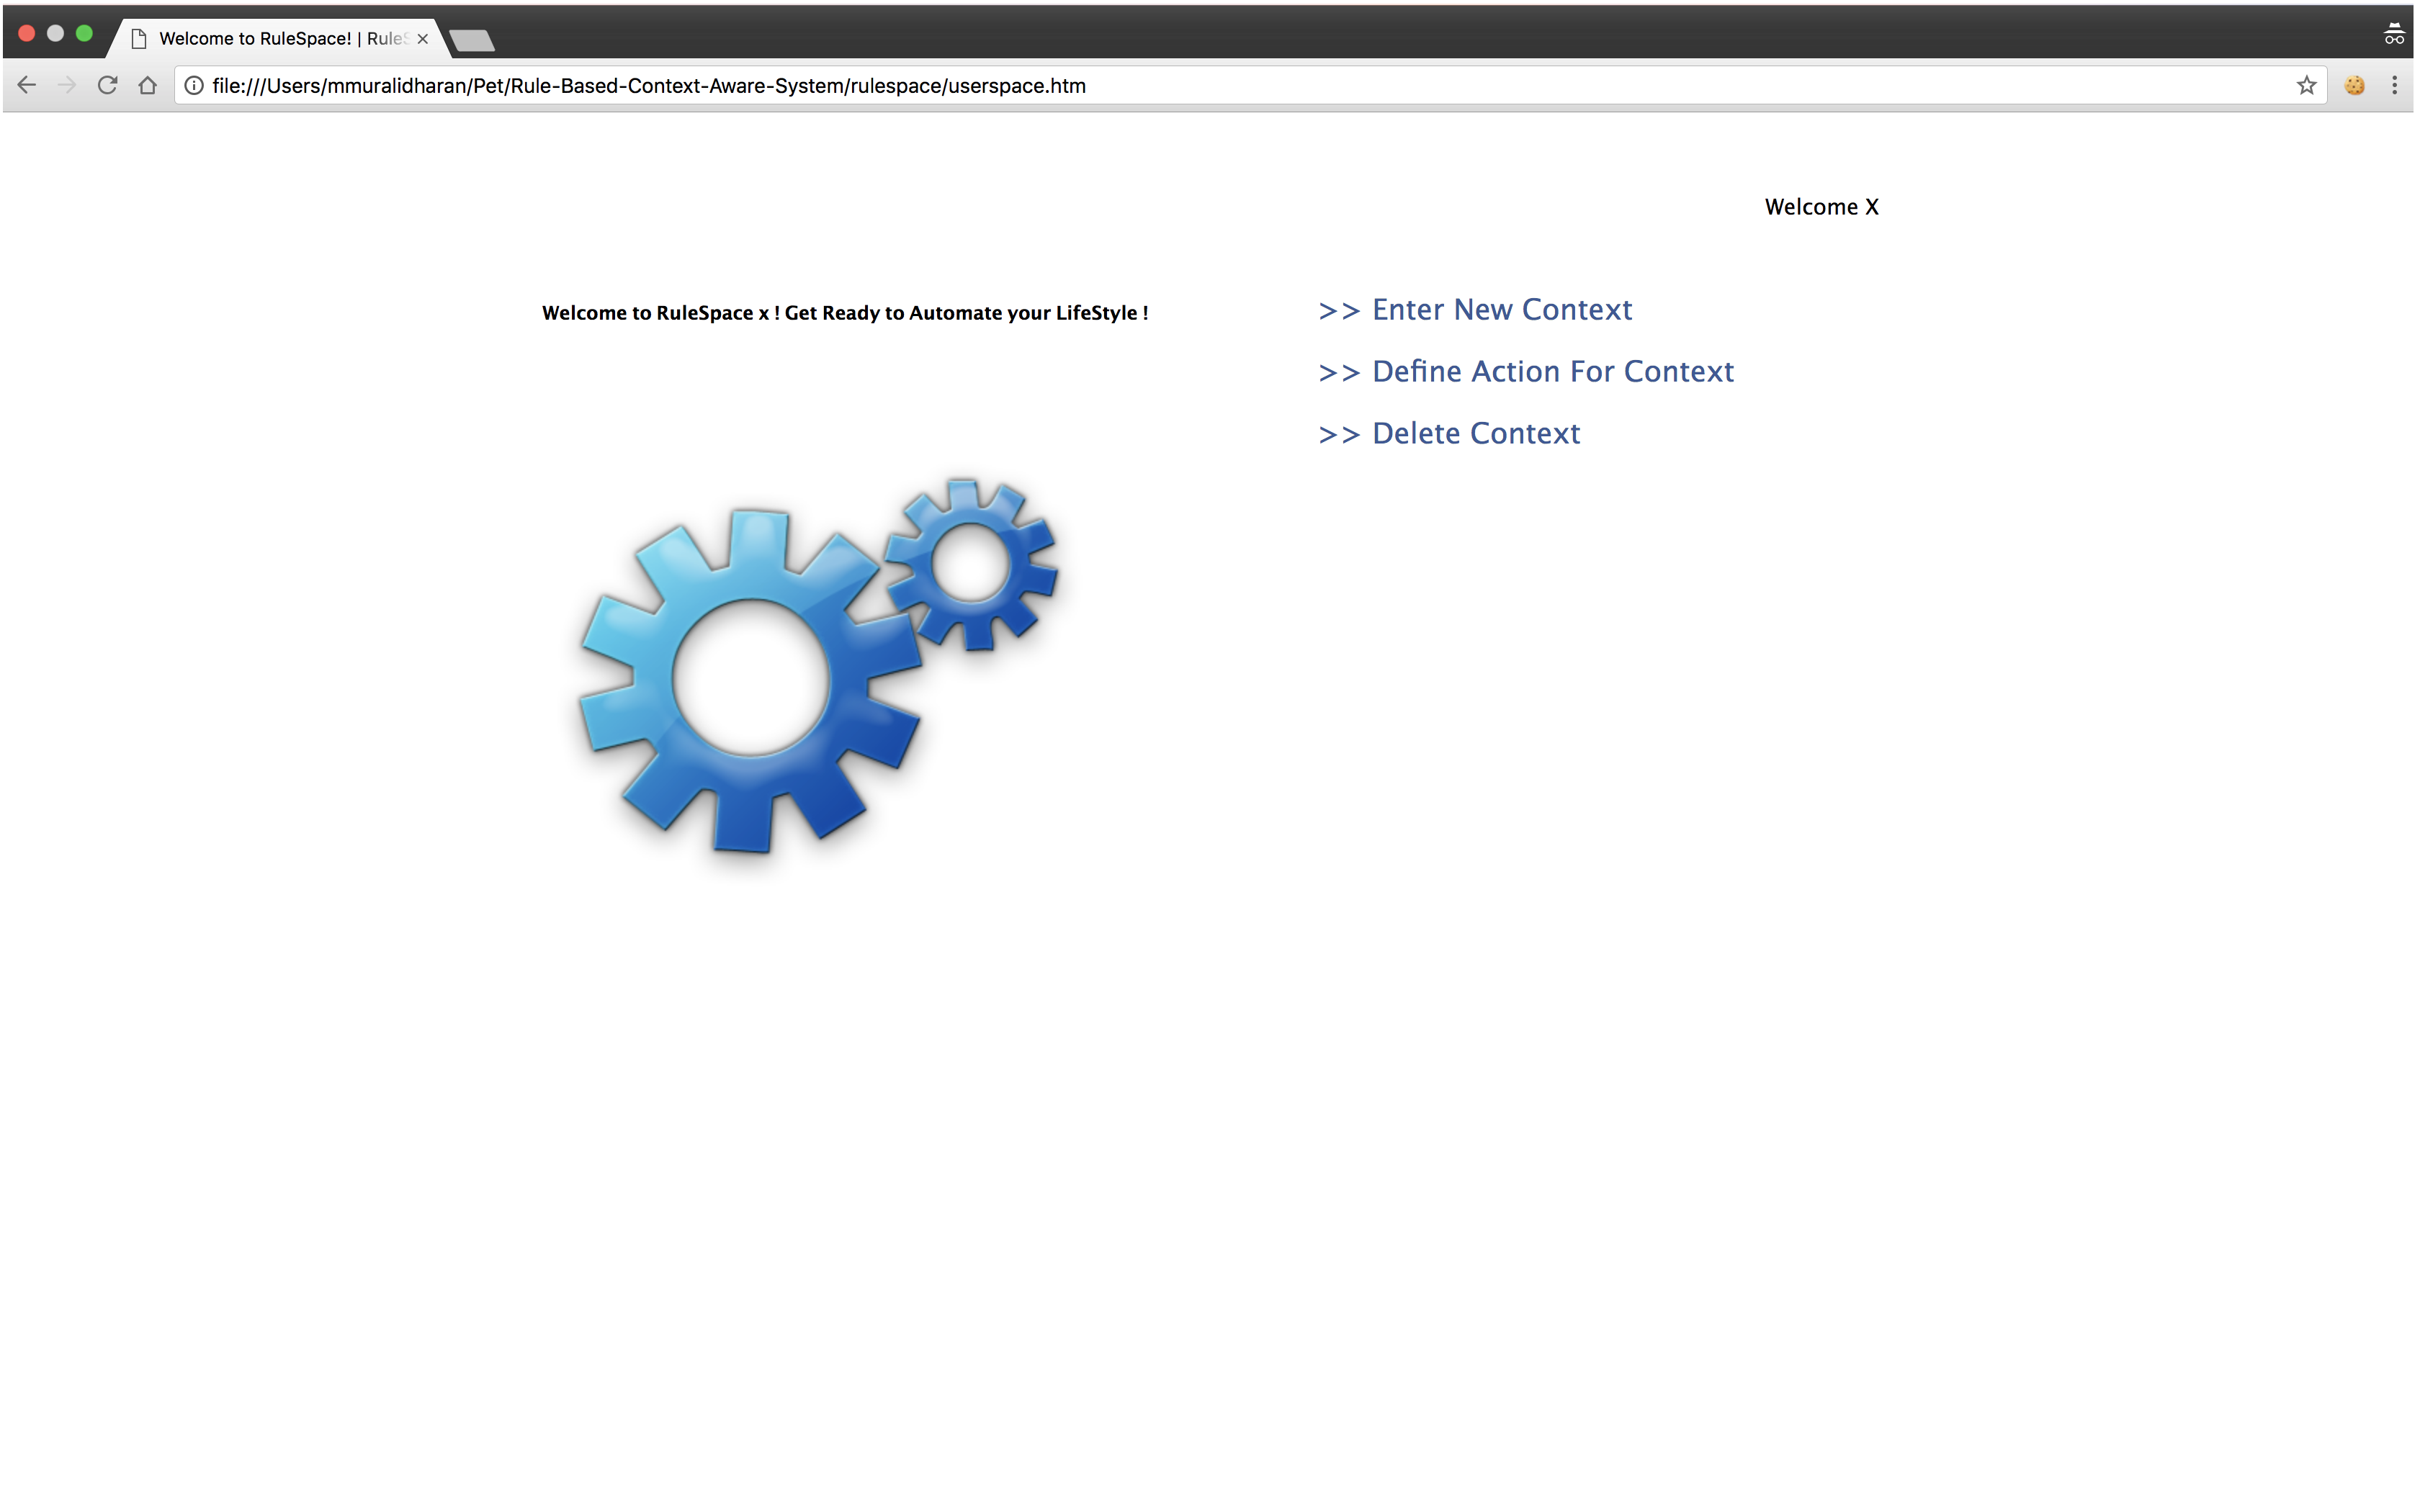 Welcome to RuleSpace! | Rule
file:///Users/mmuralidharan/Pet/Rule-Based-Context-Aware-System/rulespace/userspace.htm
Welcome X
Welcome to RuleSpace x ! Get Ready to Automate your LifeStyle !
>> Enter New Context
>> Define Action For Context
>> Delete Context